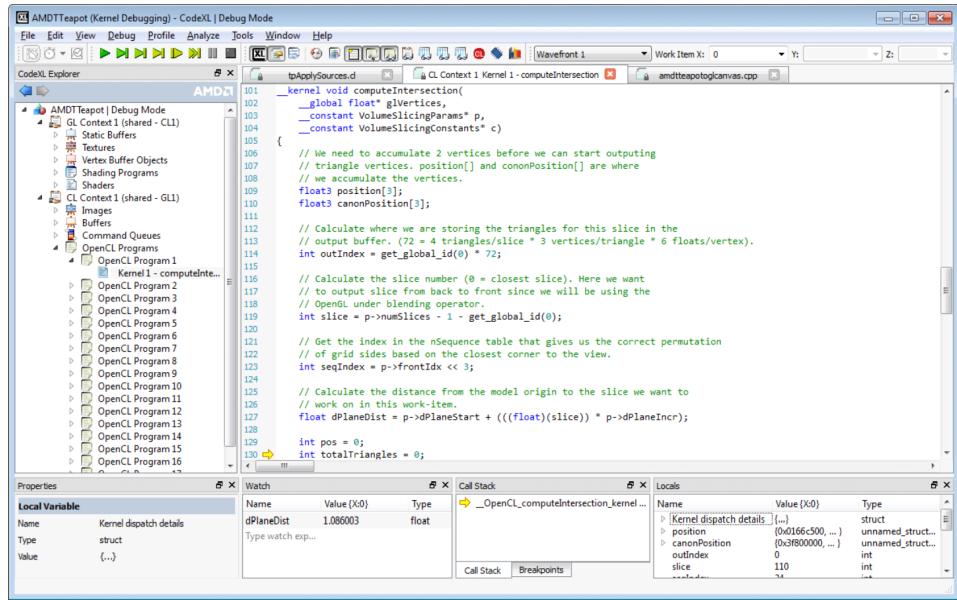 AMDTTeapot (Kernel Debugging) - CodeXL | Debug Mode
File Edit View Debug Profile Analyze Tools Window Help
Wavefront 1 Work Item X: 0 Y: Z:
CodeXL Explorer
tpApplySources.cl CL Context 1 Kernel 1 - computeIntersection amdtteapotoglcanvas.cpp
AMD
AMDTTeapot | Debug Mode
GL Context 1 (shared - CL1)
Static Buffers
Textures
Vertex Buffer Objects
Shading Programs
Shaders
CL Context 1 (shared - GL1)
Images
Buffers
Command Queues
OpenCL Programs
OpenCL Program 1
Kernel 1 - computeInte...
OpenCL Program 2
OpenCL Program 3
OpenCL Program 4
OpenCL Program 5
OpenCL Program 6
OpenCL Program 7
OpenCL Program 8
OpenCL Program 9
OpenCL Program 10
OpenCL Program 11
OpenCL Program 12
OpenCL Program 13
OpenCL Program 14
OpenCL Program 15
OpenCL Program 16
101 __kernel void computeIntersection(
102 __global float* glVertices,
103 __constant VolumeSlicingParams* p,
104 __constant VolumeSlicingConstants* c)
105 {
106 // We need to accumulate 2 vertices before we can start outputing
107 // triangle vertices. position[] and cononPosition[] are where
108 // we accumulate the vertices.
109 float3 position[3];
110 float3 canonPosition[3];
111
112 // Calculate where we are storing the triangles for this slice in the
113 // output buffer. (72 = 4 triangles/slice * 3 vertices/triangle * 6 floats/vertex).
114 int outIndex = get_global_id(0) * 72;
115
116 // Calculate the slice number (0 = closest slice). Here we want
117 // to output slice from back to front since we will be using the
118 // OpenGL under blending operator.
119 int slice = p->numSlices - 1 - get_global_id(0);
120
121 // Get the index in the nSequence table that gives us the correct permutation
122 // of grid sides based on the closest corner to the view.
123 int seqIndex = p->frontIdx << 3;
124
125 // Calculate the distance from the model origin to the slice we want to
126 // work on in this work-item.
127 float dPlaneDist = p->dPlaneStart + (((float)(slice)) * p->dPlaneIncr);
128
129 int pos = 0;
130 int totalTriangles = 0;
Properties
Local Variable
Name Kernel dispatch details
Type struct
Value {...}
Watch
Name Value {X:0} Type
dPlaneDist 1.086003 float
Type watch exp...
Call Stack
__OpenCL_computeIntersection_kernel ...
Call Stack Breakpoints
Locals
Name Value {X:0} Type
Kernel dispatch details {...} struct
position {0x0166c500, ... } unnamed_struct...
canonPosition {0x3f800000, ... } unnamed_struct...
outIndex 0 int
slice 110 int